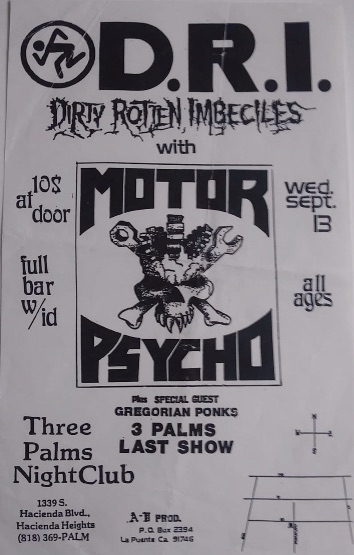 D.R.I.
DIRTY ROTTEN IMBECILES
with
10$
at door
MOTOR
PSYCHO
wed.
sept.
13
full
bar
w/id
all
ages
Plus SPECIAL GUEST
GREGORIAN PONKS
3 PALMS
LAST SHOW
Three
Palms
NightClub
1339 S.
Hacienda Blvd.,
Hacienda Heights
(818) 369-PALM
A-B PROD.
P.O. Box 2394
La Puente Ca. 91746